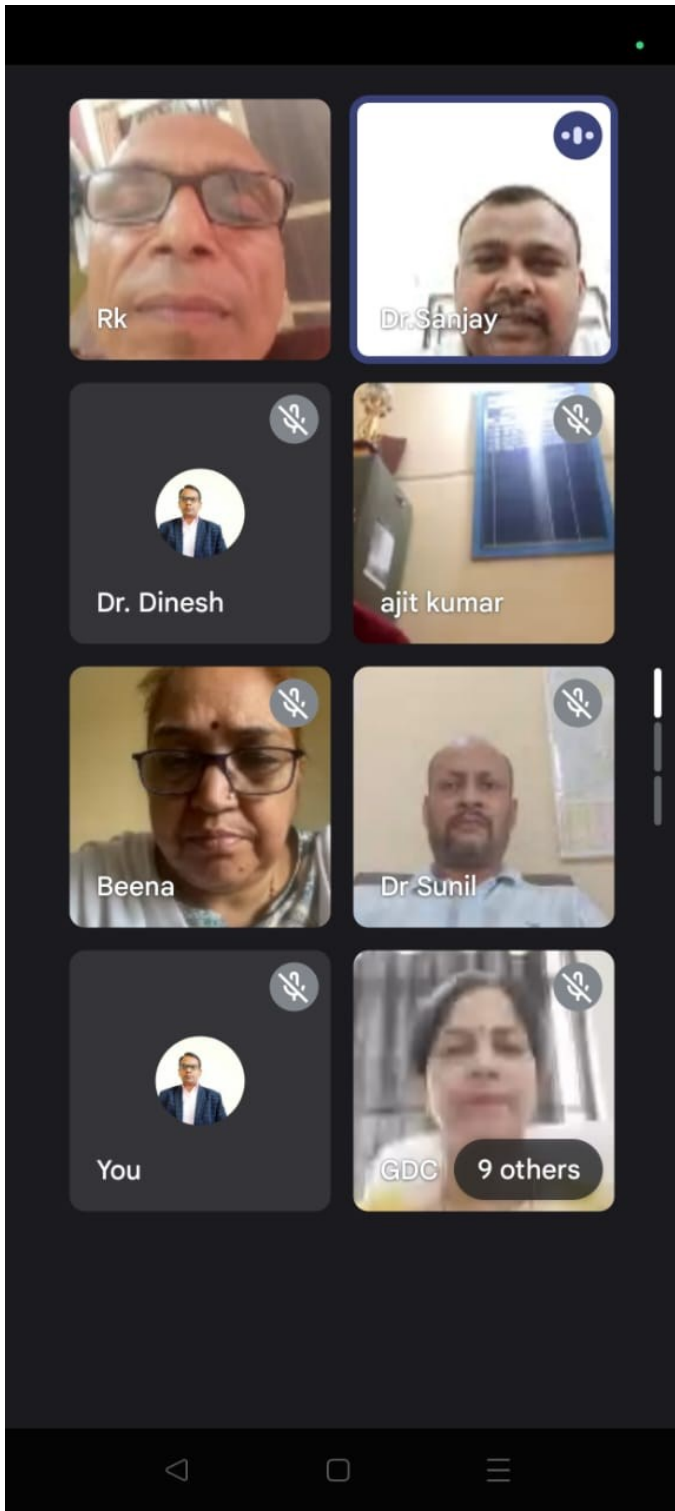 Rk
Dr.Sanjay
Dr. Dinesh
ajit kumar
Beena
Dr Sunil
You
GDC
9 others